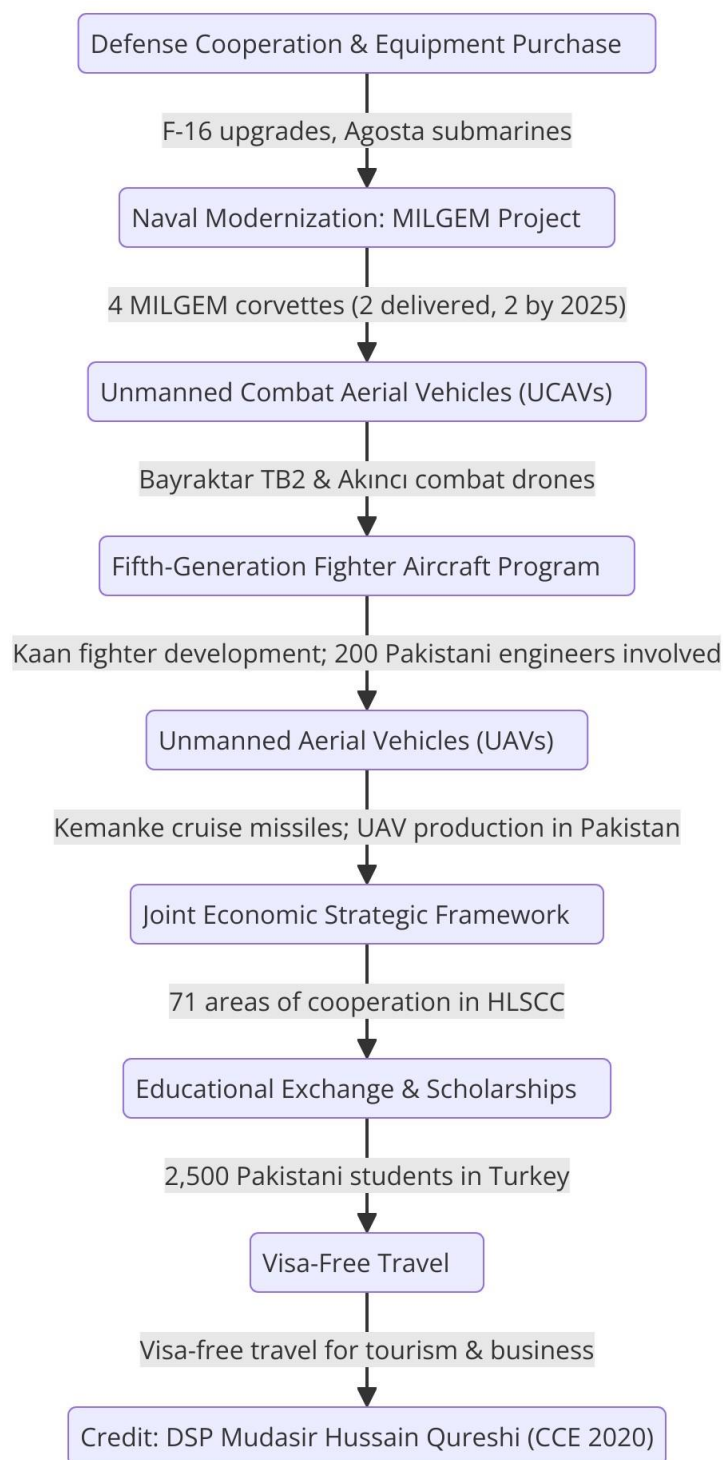 Defense Cooperation & Equipment Purchase
F-16 upgrades, Agosta submarines
Naval Modernization: MILGEM Project
4 MILGEM corvettes (2 delivered, 2 by 2025)
Unmanned Combat Aerial Vehicles (UCAVs)
Bayraktar TB2 & Akıncı combat drones
Fifth-Generation Fighter Aircraft Program
Kaan fighter development; 200 Pakistani engineers involved
Unmanned Aerial Vehicles (UAVs)
Kemanke cruise missiles; UAV production in Pakistan
Joint Economic Strategic Framework
71 areas of cooperation in HLSCC
Educational Exchange & Scholarships
2,500 Pakistani students in Turkey
Visa-Free Travel
Visa-free travel for tourism & business
Credit: DSP Mudasir Hussain Qureshi (CCE 2020)